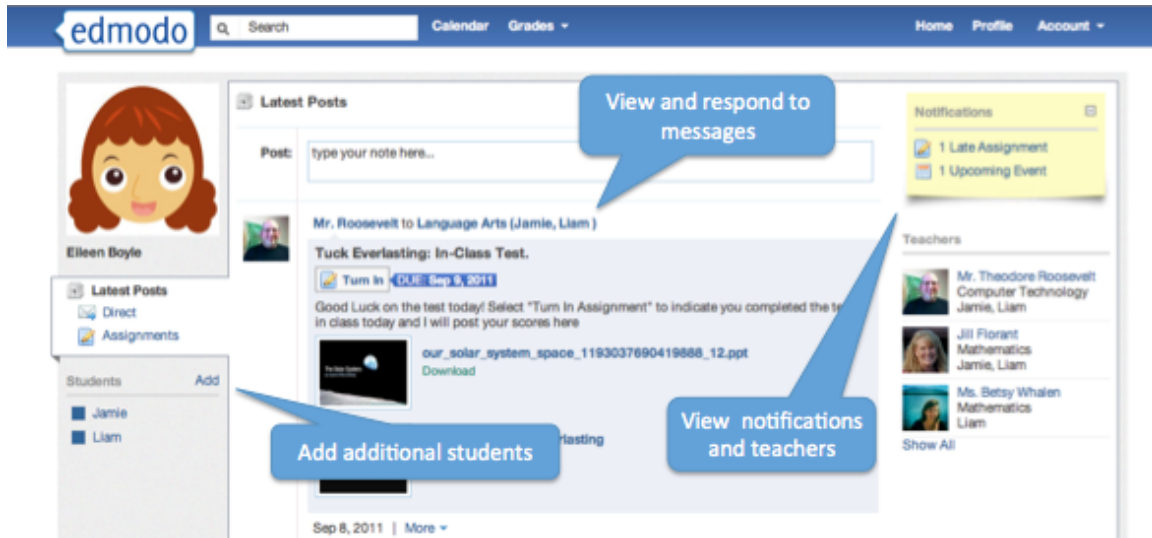 edmodo
Search
Calendar Grades
Home Profile Account
Eileen Boyle
Latest Posts
Direct
Assignments
Students Add
Jamie
Liam
Latest Posts
Post: type your note here...
View and respond to
messages
Mr. Roosevelt to Language Arts (Jamie, Liam )
Tuck Everlasting: In-Class Test.
Turn In DUE: Sep 9, 2011
Good Luck on the test today! Select "Turn In Assignment" to indicate you completed the te
in class today and I will post your scores here
our_solar_system_space_1193037690419888_12.ppt
Download
rlasting
Add additional students
Sep 8, 2011 | More
Notifications
1 Late Assignment
1 Upcoming Event
Teachers
Mr. Theodore Roosevelt
Computer Technology
Jamie, Liam
Jill Florant
Mathematics
Jamie, Liam
Ms. Betsy Whalen
Mathematics
Liam
Show All
View notifications
and teachers